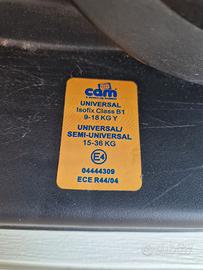 cam
UNIVERSAL
Isofix Class B1
9-18 KG Y
UNIVERSAL/
SEMI-UNIVERSAL
15-36 KG
E4
04444309
ECE R44/04